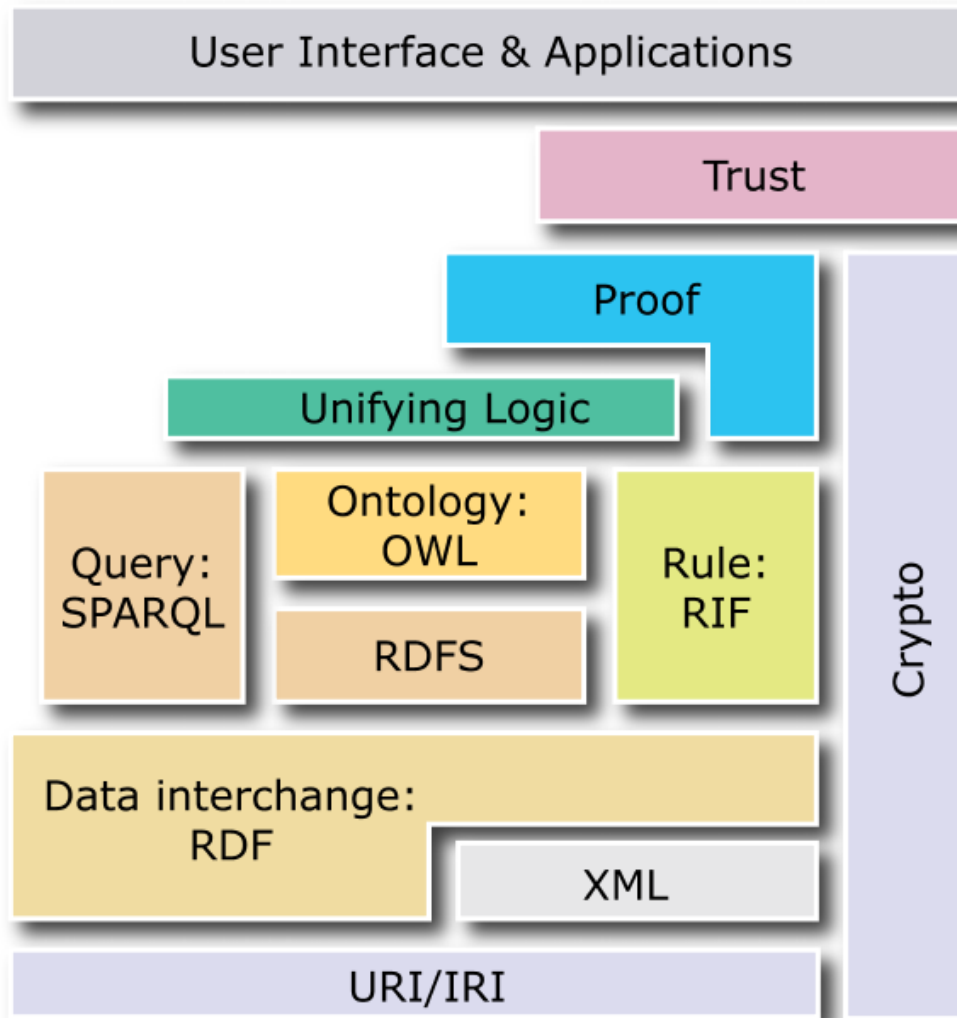 User Interface & Applications
Trust
Proof
Unifying Logic
Query:
SPARQL
Ontology:
OWL
RDFS
Rule:
RIF
Crypto
Data interchange:
RDF
XML
URI/IRI